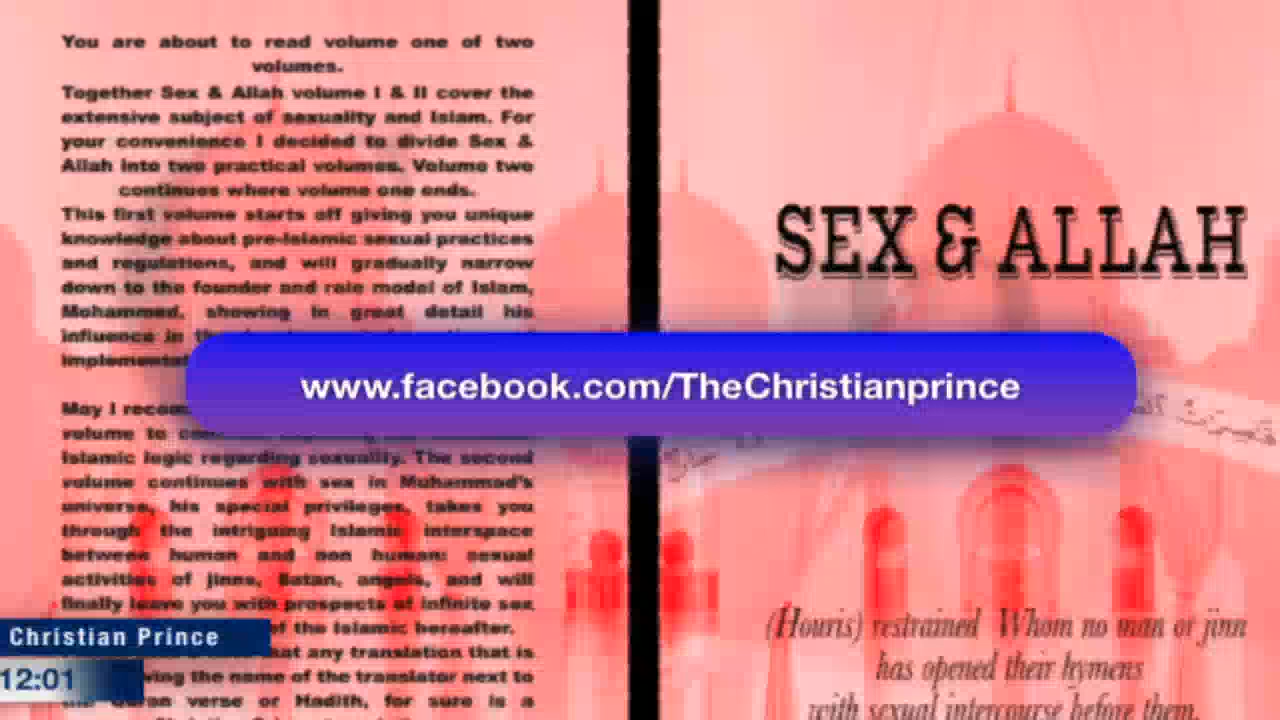 You are about to read volume one of two
volumes.
Together Sex & Allah volume I & II cover the
extensive subject of sexuality and Islam. For
your convenience I decided to divide Sex &
Allah into two practical volumes. Volume two
continues where volume one ends.
This first volume starts off giving you unique
knowledge about pre-Islamic sexual practices
and regulations, and will gradually narrow
down to the founder and role model of Islam,
Mohammed, showing in great detail his
influence in
May I
volume to
Islamic logic regarding sexuality. The second
volume continues with sex in Muhammad's
universe, his special privileges, takes you
through the intriguing Islamic interspace
between human and non human: sexual
activities of jinns, Satan, angels, and will
finally leave you with prospects of infinite sex
of the Islamic hereafter.
that any translation that is
the name of the translator next to
Quran verse or Hadith, for sure is a
SEX & ALLAH
www.facebook.com/TheChristianprince
(Houris) restrained Whom no man or jinn
has opened their hymens
with sexual intercourse before them.
Christian Prince
12:01